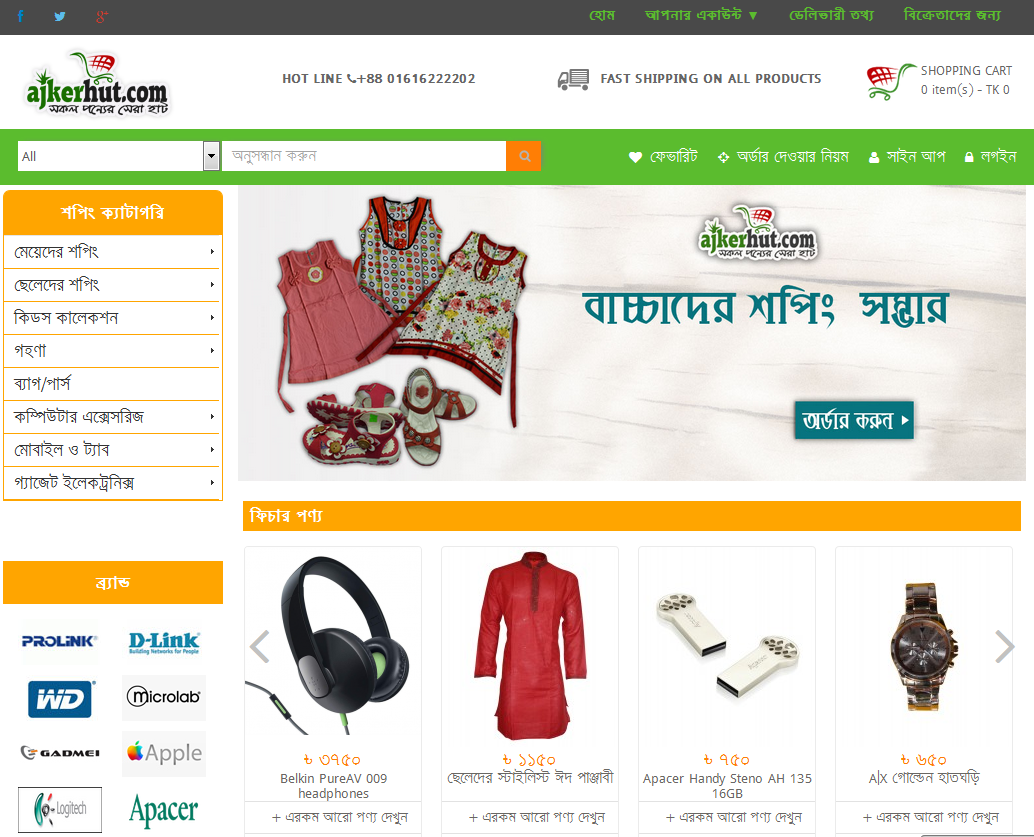 হোম আপনার একাউন্ট ▼ ডেলিভারী তথ্য বিক্রেতাদের জন্য
ajkerhut.com
সকল পন্যের সেরা হাট
HOT LINE +88 01616222202
FAST SHIPPING ON ALL PRODUCTS
SHOPPING CART
0 item(s) - TK 0
All
অনুসন্ধান করুন
ফেভারিট অর্ডার দেওয়ার নিয়ম সাইন আপ লগইন
শপিং ক্যাটাগরি
মেয়েদের শপিং
ছেলেদের শপিং
কিডস কালেকশন
গহণা
ব্যাগ/পার্স
কম্পিউটার এক্সেসরিজ
মোবাইল ও ট্যাব
গ্যাজেট ইলেকট্রনিক্স
ajkerhut.com
সকল পন্যের সেরা হাট
বাচ্চাদের শপিং সম্ভার
অর্ডার করুন
ফিচার পণ্য
৳ ৩৭৫০
Belkin PureAV 009
headphones
+ এরকম আরো পণ্য দেখুন
৳ ১১৫০
ছেলেদের স্টাইলিস্ট ঈদ পাঞ্জাবী
+ এরকম আরো পণ্য দেখুন
৳ ৭৫০
Apacer Handy Steno AH 135
16GB
+ এরকম আরো পণ্য দেখুন
৳ ৬৫০
A|X গোল্ডেন হাতঘড়ি
+ এরকম আরো পণ্য দেখুন
ব্র্যান্ড
PROLiNK®
D-Link
Building Networks for People
WD
microlab
GADMEI
Apple
Logitech
Apacer